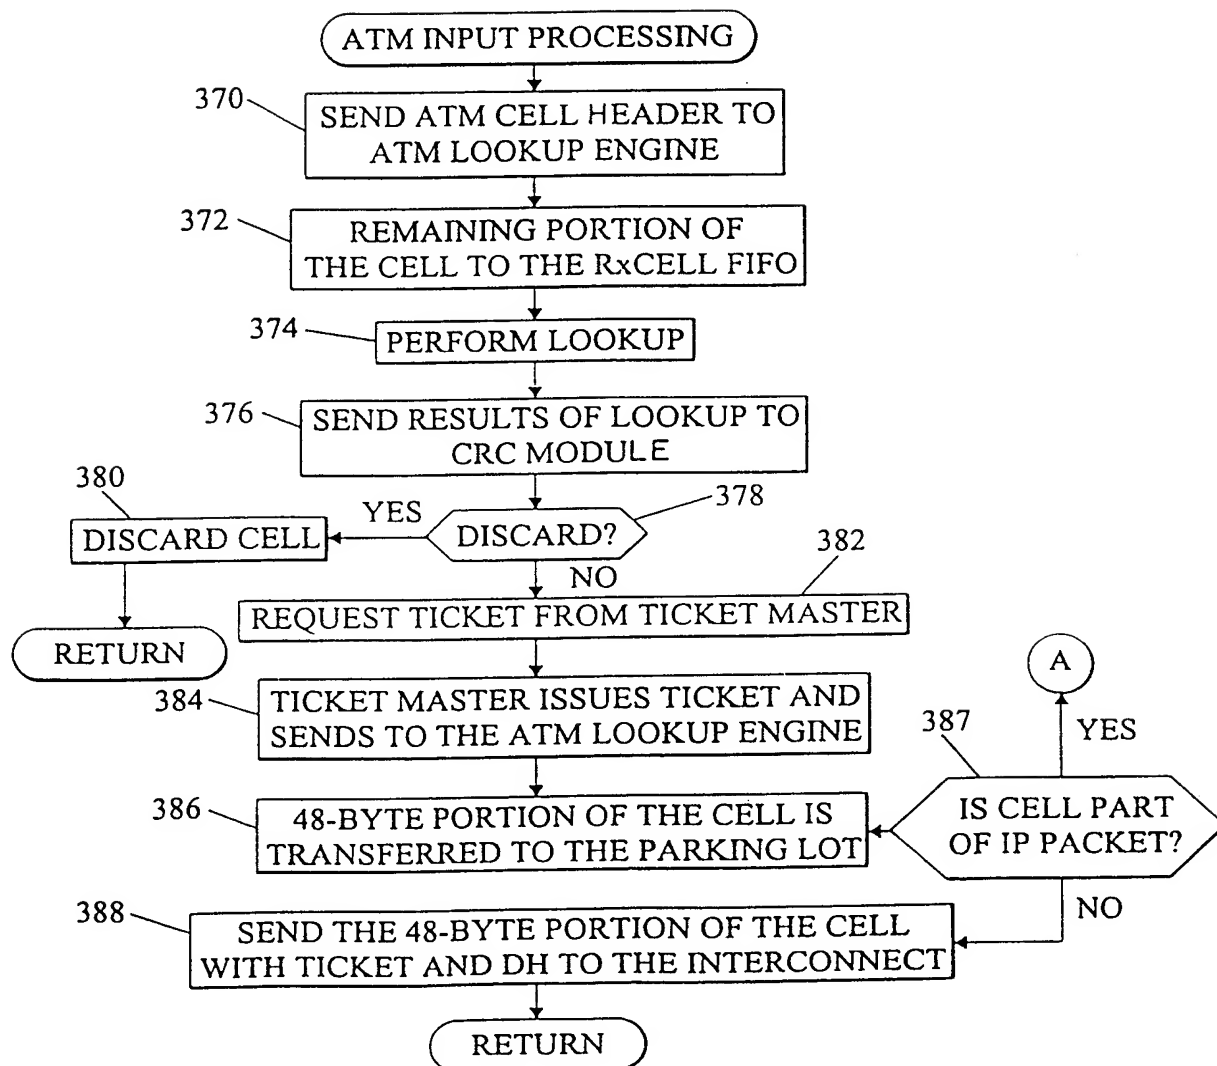 ATM INPUT PROCESSING
370
SEND ATM CELL HEADER TO
ATM LOOKUP ENGINE
372
REMAINING PORTION OF
THE CELL TO THE RxCELL FIFO
374
PERFORM LOOKUP
376
SEND RESULTS OF LOOKUP TO
CRC MODULE
380
YES
378
DISCARD CELL
DISCARD?
382
NO
REQUEST TICKET FROM TICKET MASTER
RETURN
A
384
TICKET MASTER ISSUES TICKET AND
SENDS TO THE ATM LOOKUP ENGINE
387
YES
386
48-BYTE PORTION OF THE CELL IS
TRANSFERRED TO THE PARKING LOT
IS CELL PART
OF IP PACKET?
388
NO
SEND THE 48-BYTE PORTION OF THE CELL
WITH TICKET AND DH TO THE INTERCONNECT
RETURN